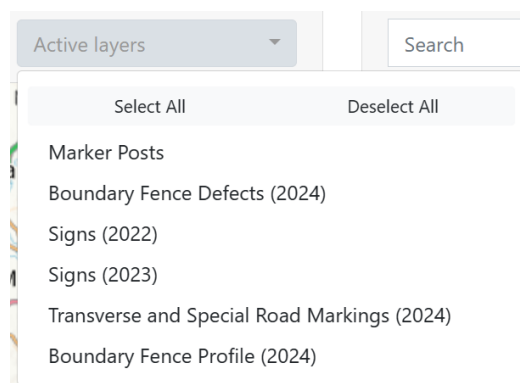 Active layers
Search
Select All
Deselect All
Marker Posts
Boundary Fence Defects (2024)
Signs (2022)
Signs (2023)
Transverse and Special Road Markings (2024)
Boundary Fence Profile (2024)